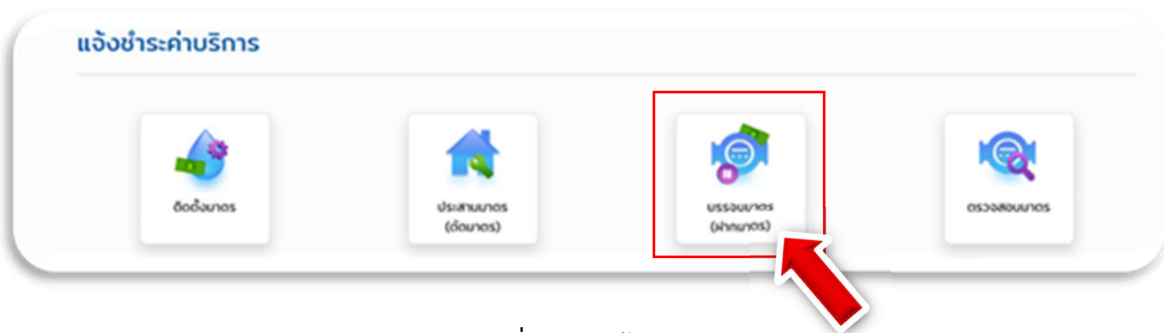 แจ้งชำระค่าบริการ
ติดตั้งมาตร
ประสานมาตร
(ตัดมาตร)
บรรจบมาตร
(ฝากมาตร)
ตรวจสอบมาตร